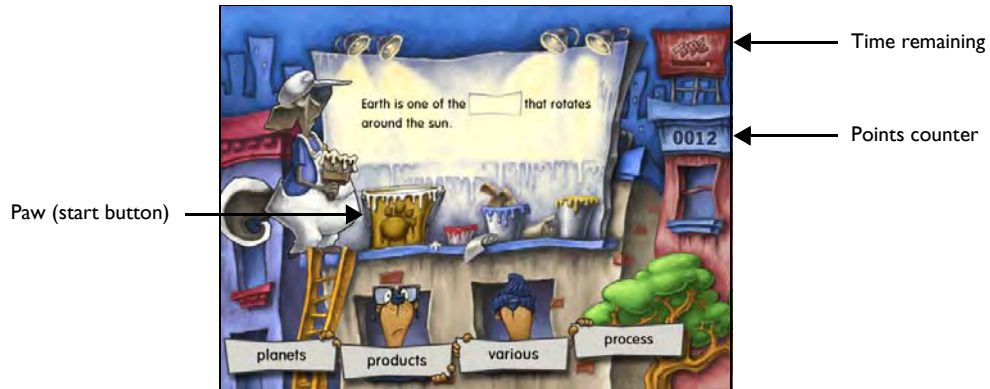 TIME
Time remaining
Earth is one of the that rotates
around the sun.
0012
Points counter
Paw (start button)
planets
products
various
process